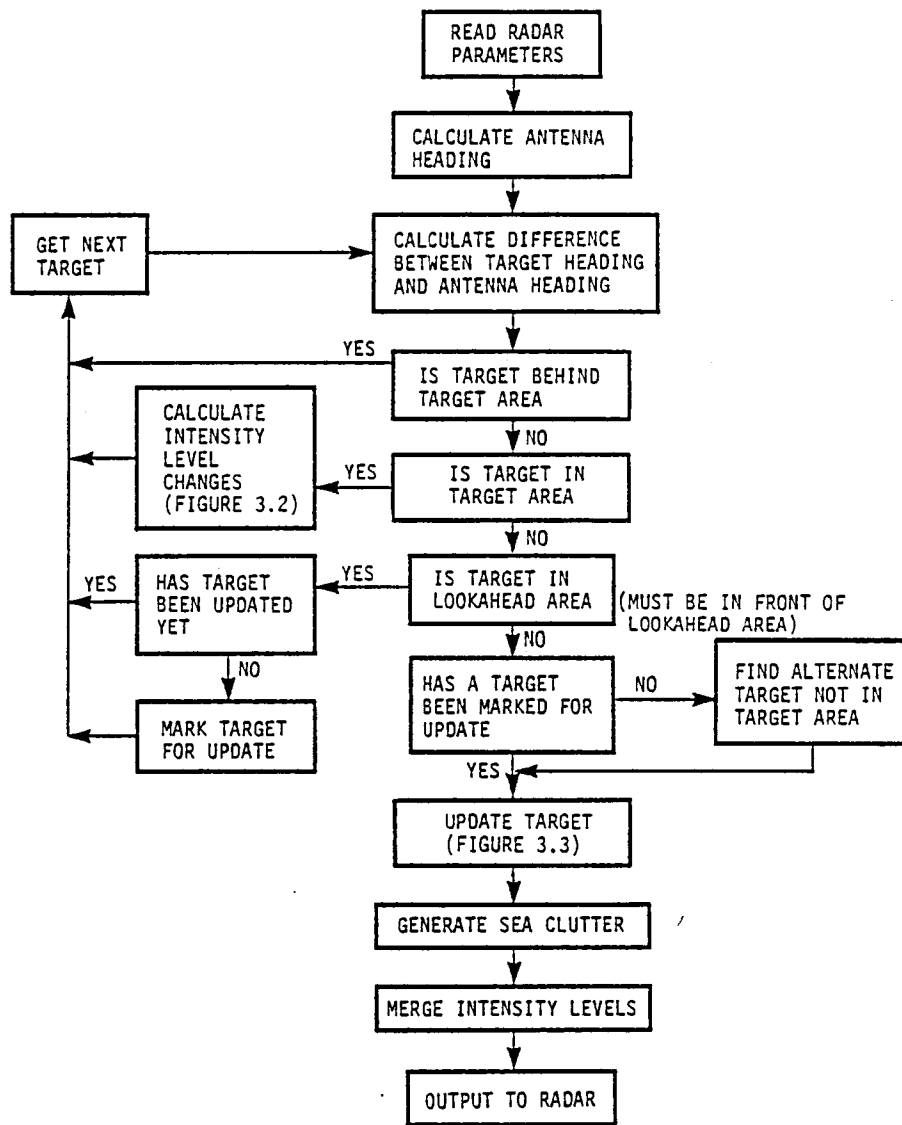 READ RADAR
PARAMETERS
CALCULATE ANTENNA
HEADING
GET NEXT
TARGET
CALCULATE DIFFERENCE
BETWEEN TARGET HEADING
AND ANTENNA HEADING
YES
IS TARGET BEHIND
TARGET AREA
NO
CALCULATE
INTENSITY
LEVEL
CHANGES
(FIGURE 3.2)
YES
IS TARGET IN
TARGET AREA
NO
YES
HAS TARGET
BEEN UPDATED
YET
YES
IS TARGET IN
LOOKAHEAD AREA
(MUST BE IN FRONT OF
LOOKAHEAD AREA)
NO
NO
MARK TARGET
FOR UPDATE
HAS A TARGET
BEEN MARKED FOR
UPDATE
NO
FIND ALTERNATE
TARGET NOT IN
TARGET AREA
YES
UPDATE TARGET
(FIGURE 3.3)
GENERATE SEA CLUTTER
MERGE INTENSITY LEVELS
OUTPUT TO RADAR